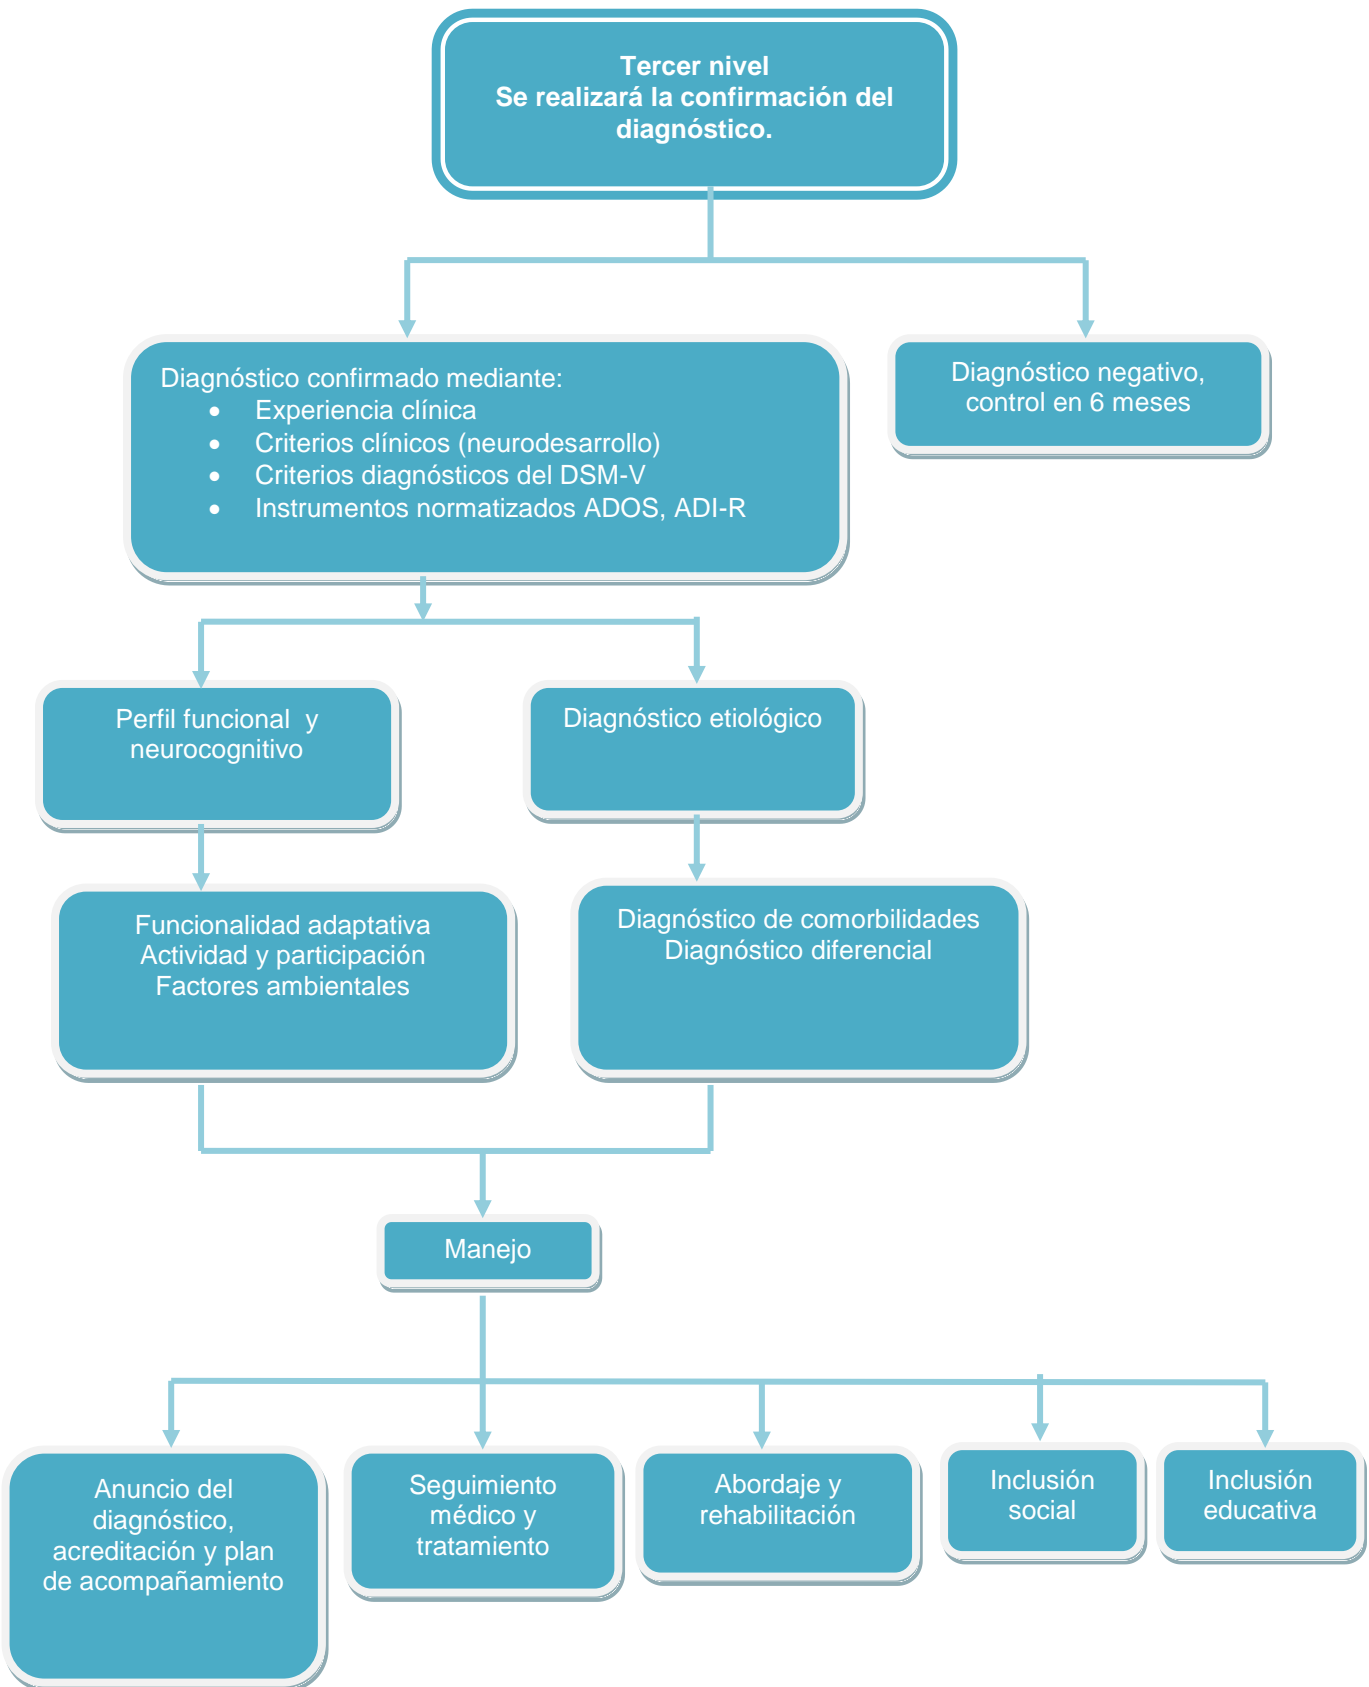 Tercer nivel
Se realizará la confirmación del
diagnóstico.
Diagnóstico confirmado mediante:
• Experiencia clínica
• Criterios clínicos (neurodesarrollo)
• Criterios diagnósticos del DSM-V
• Instrumentos normatizados ADOS, ADI-R
Diagnóstico negativo,
control en 6 meses
Perfil funcional y
neurocognitivo
Diagnóstico etiológico
Funcionalidad adaptativa
Actividad y participación
Factores ambientales
Diagnóstico de comorbilidades
Diagnóstico diferencial
Manejo
Anuncio del
diagnóstico,
acreditación y plan
de acompañamiento
Seguimiento
médico y
tratamiento
Abordaje y
rehabilitación
Inclusión
social
Inclusión
educativa